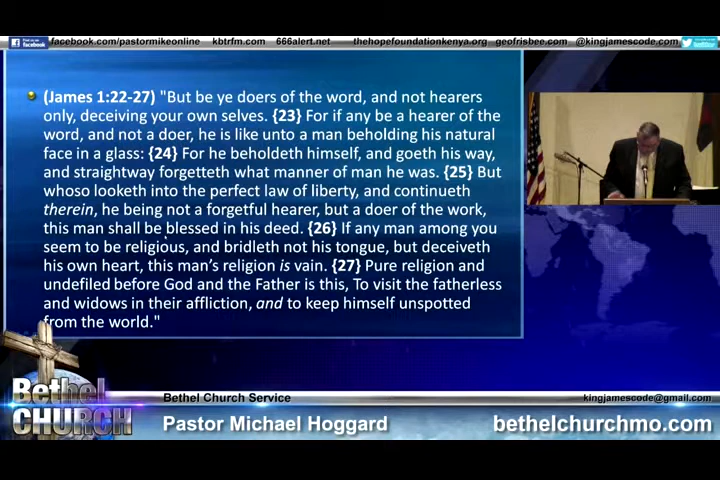 Find us on facebook facebook.com/pastormikeonline kbtrfm.com 666alert.net thehopefoundationkenya.org geofrisbee.com @kingjamescode.com
(James 1:22-27) "But be ye doers of the word, and not hearers
only, deceiving your own selves. {23} For if any be a hearer of the
word, and not a doer, he is like unto a man beholding his natural
face in a glass: {24} For he beholdeth himself, and goeth his way,
and straightway forgetteth what manner of man he was. {25} But
whoso looketh into the perfect law of liberty, and continueth
therein, he being not a forgetful hearer, but a doer of the work,
this man shall be blessed in his deed. {26} If any man among you
seem to be religious, and bridleth not his tongue, but deceiveth
his own heart, this man's religion is vain. {27} Pure religion and
undefiled before God and the Father is this, To visit the fatherless
and widows in their affliction, and to keep himself unspotted
from the world."
Bethel
CHURCH
Bethel Church Service kingjamescode@gmail.com
Pastor Michael Hoggard bethelchurchmo.com